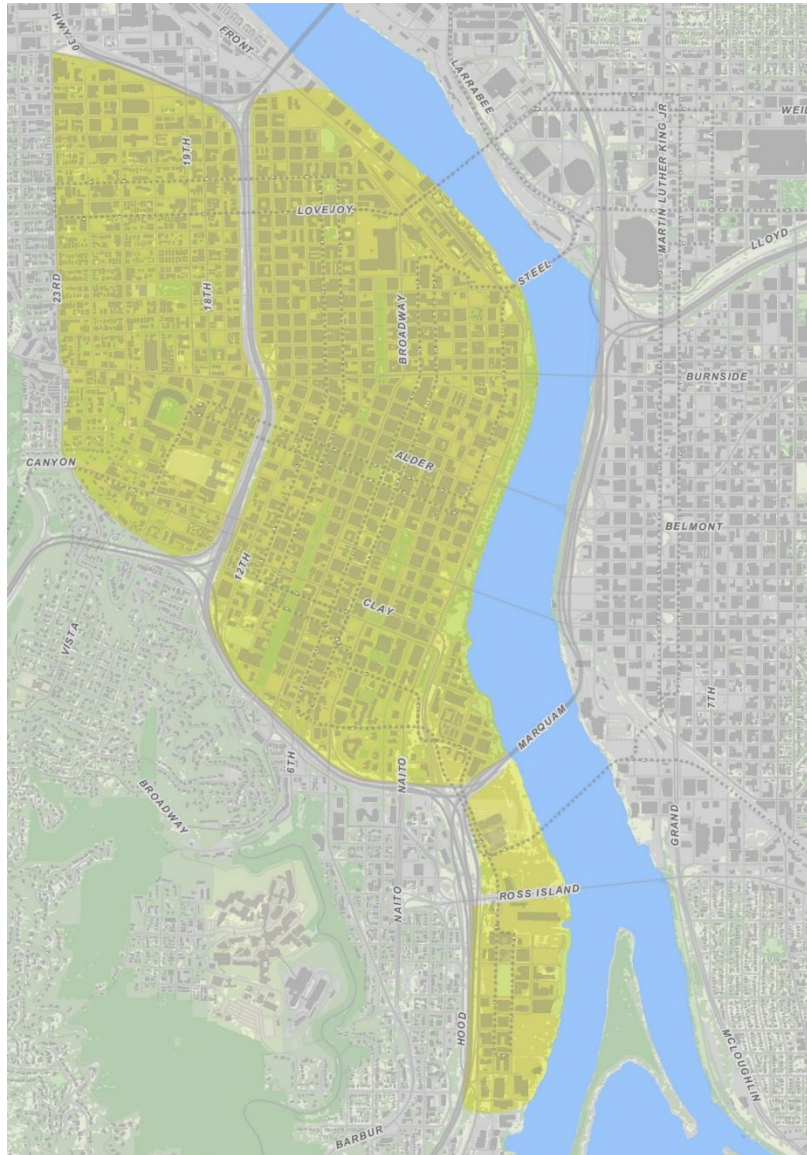 HWY 30
FRONT
LARRABEE
MARTIN LUTHER KING JR
WEID
19TH
LOVEJOY
LLOYD
STEEL
23RD
18TH
BROADWAY
BURNSIDE
ALDER
CANYON
BELMONT
12TH
CLAY
VISTA
7TH
MARQUAM
6TH
NAITO
BROADWAY
GRAND
ROSS ISLAND
NAITO
HOOD
MCLOUGHLIN
BARBUR